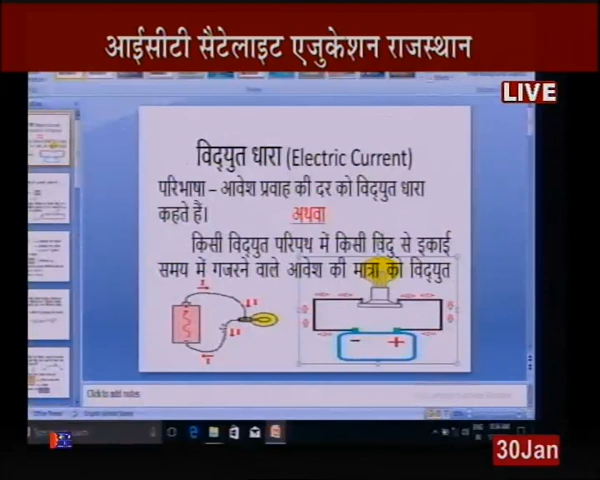 आईसीटी सैटेलाइट एजुकेशन राजस्थान
LIVE
विद्युत धारा (Electric Current)
परिभाषा – आवेश प्रवाह की दर को विद्युत धारा
कहते हैं।
अथवा
किसी विद्युत परिपथ में किसी बिंदु से इकाई
समय में गजरने वाले आवेश की मात्रा को विद्युत
- +
Click to add notes
30Jan